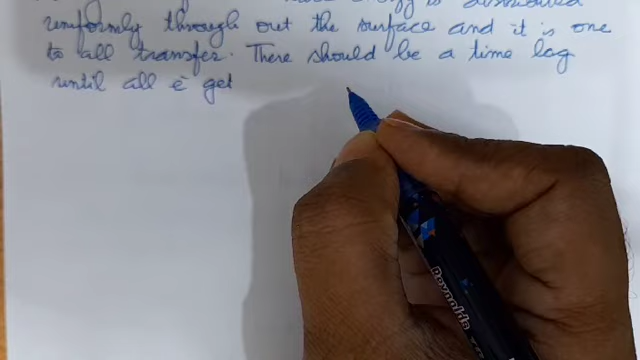 uniformly through out the surface and it is one
to all transfer. There should be a time lag
until all e⁻ get
Reynolds